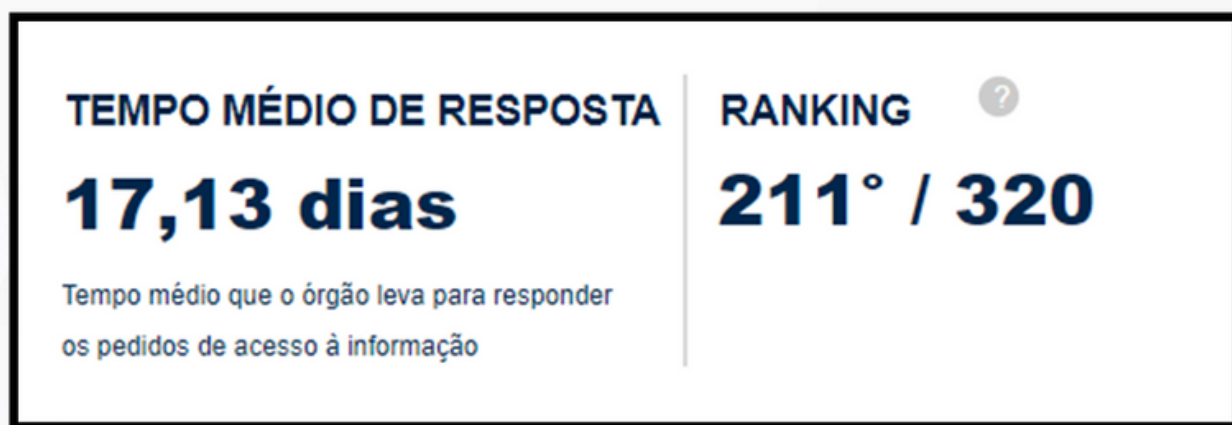 TEMPO MÉDIO DE RESPOSTA
17,13 dias
Tempo médio que o órgão leva para responder
os pedidos de acesso à informação
RANKING ?
211° / 320